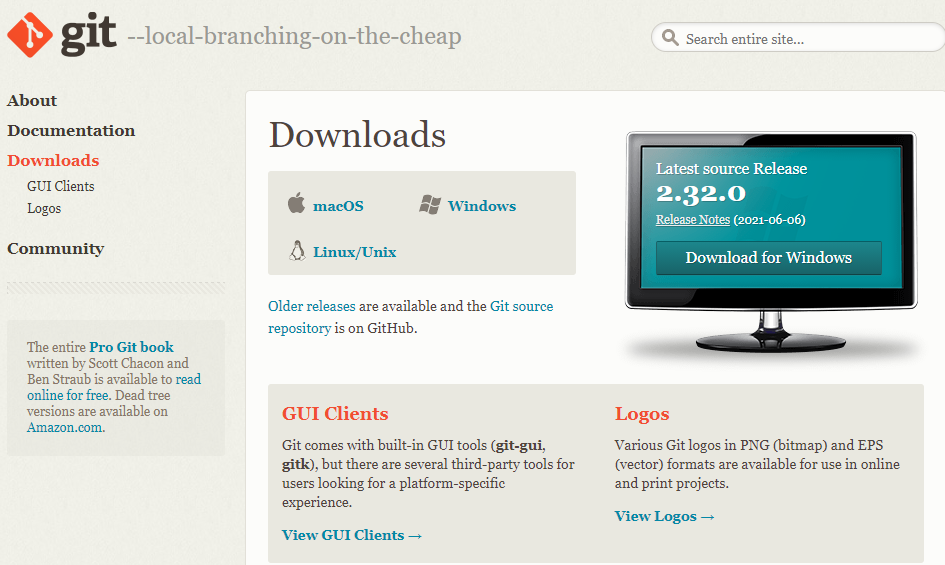 git --local-branching-on-the-cheap
Search entire site...
About
Documentation
Downloads
GUI Clients
Logos
Community
The entire Pro Git book
written by Scott Chacon and
Ben Straub is available to read
online for free. Dead tree
versions are available on
Amazon.com.
Downloads
macOS
Windows
Linux/Unix
Older releases are available and the Git source
repository is on GitHub.
Latest source Release
2.32.0
Release Notes (2021-06-06)
Download for Windows
GUI Clients
Git comes with built-in GUI tools (git-gui,
gitk), but there are several third-party tools for
users looking for a platform-specific
experience.
View GUI Clients →
Logos
Various Git logos in PNG (bitmap) and EPS
(vector) formats are available for use in online
and print projects.
View Logos →